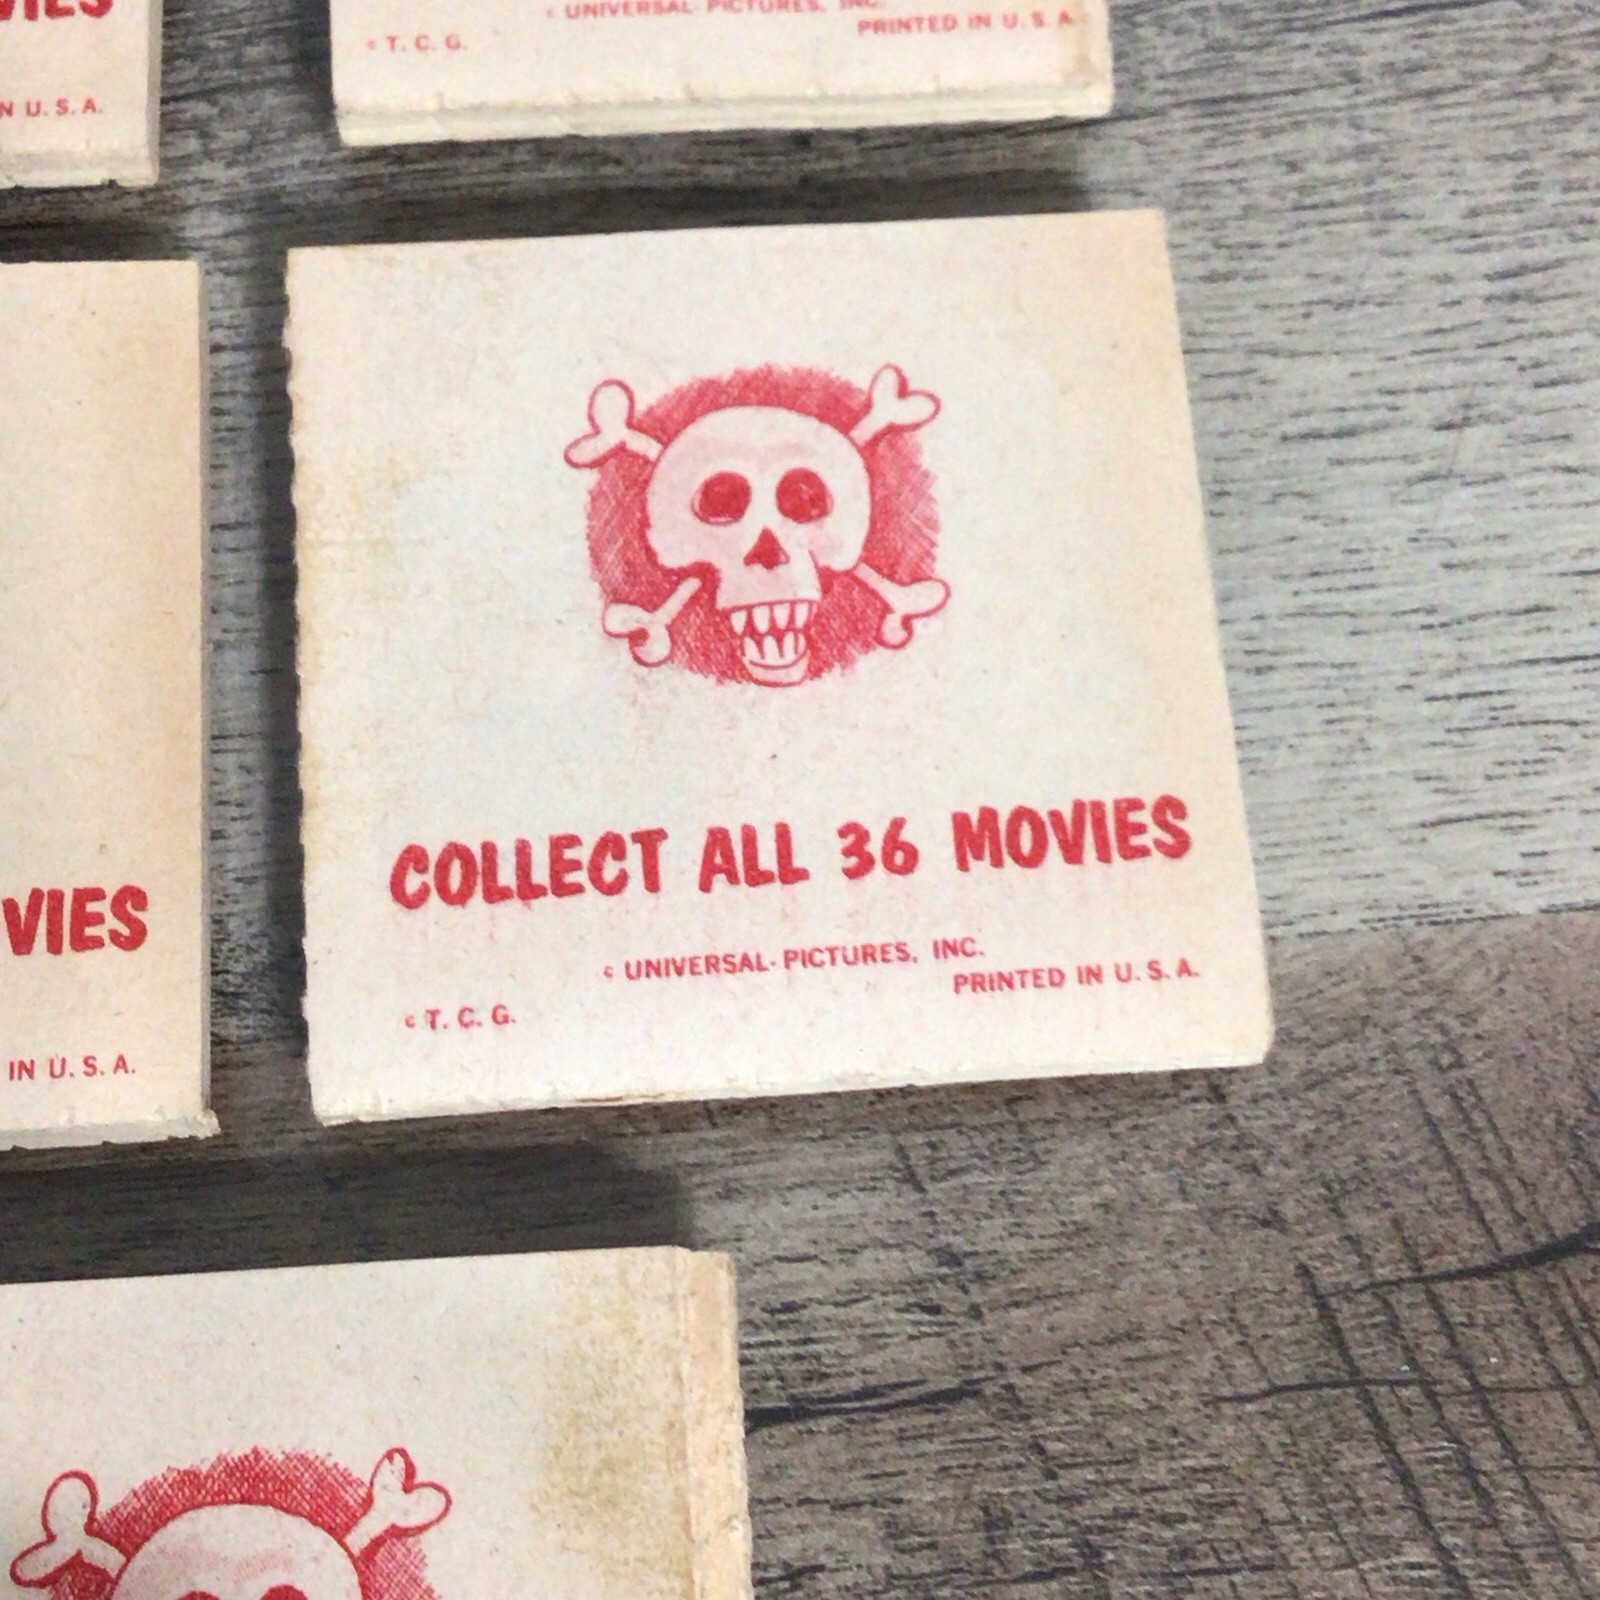 VIES
N U. S. A.
© UNIVERSAL PICTURES, INC.
PRINTED IN U. S. A.
© T. C. G.
COLLECT ALL 36 MOVIES
© UNIVERSAL-PICTURES, INC.
PRINTED IN U. S. A.
© T. C. G.
VIES
IN U. S. A.